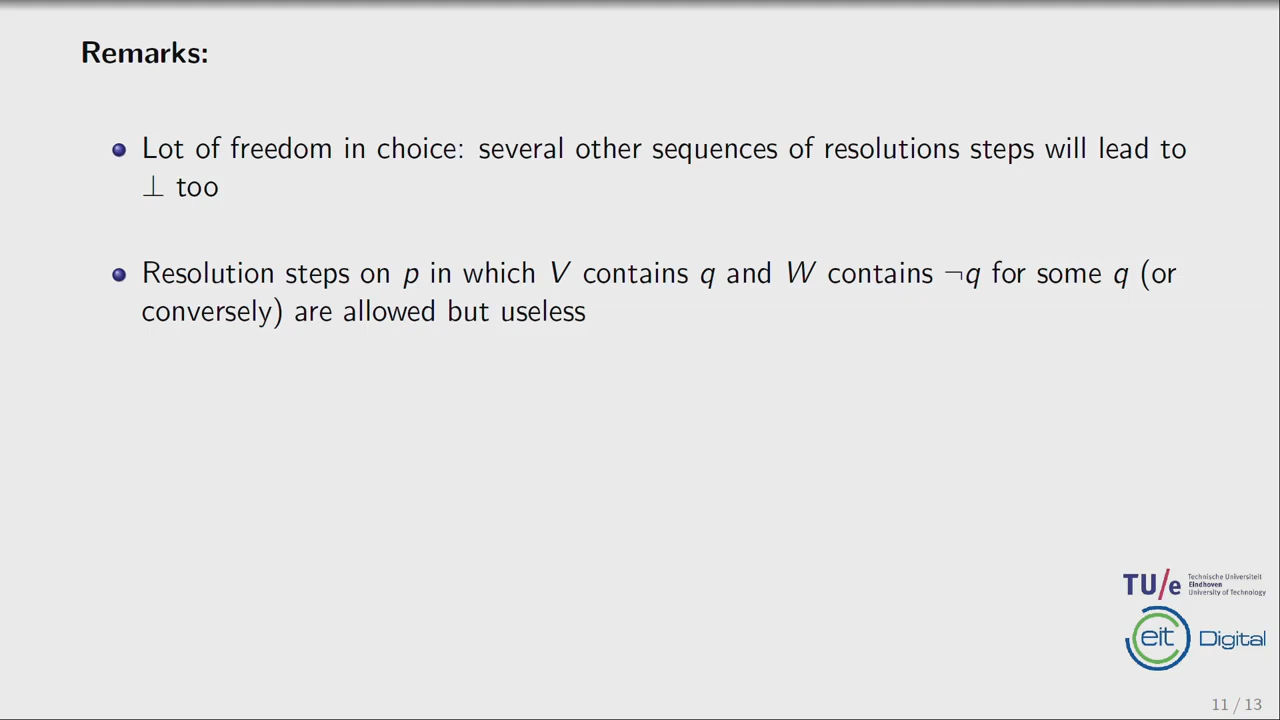 Remarks:
Lot of freedom in choice: several other sequences of resolutions steps will lead to
⊥ too
Resolution steps on p in which V contains q and W contains ¬q for some q (or
conversely) are allowed but useless
TU/e
Technische Universiteit
Eindhoven
University of Technology
eit Digital
11 / 13